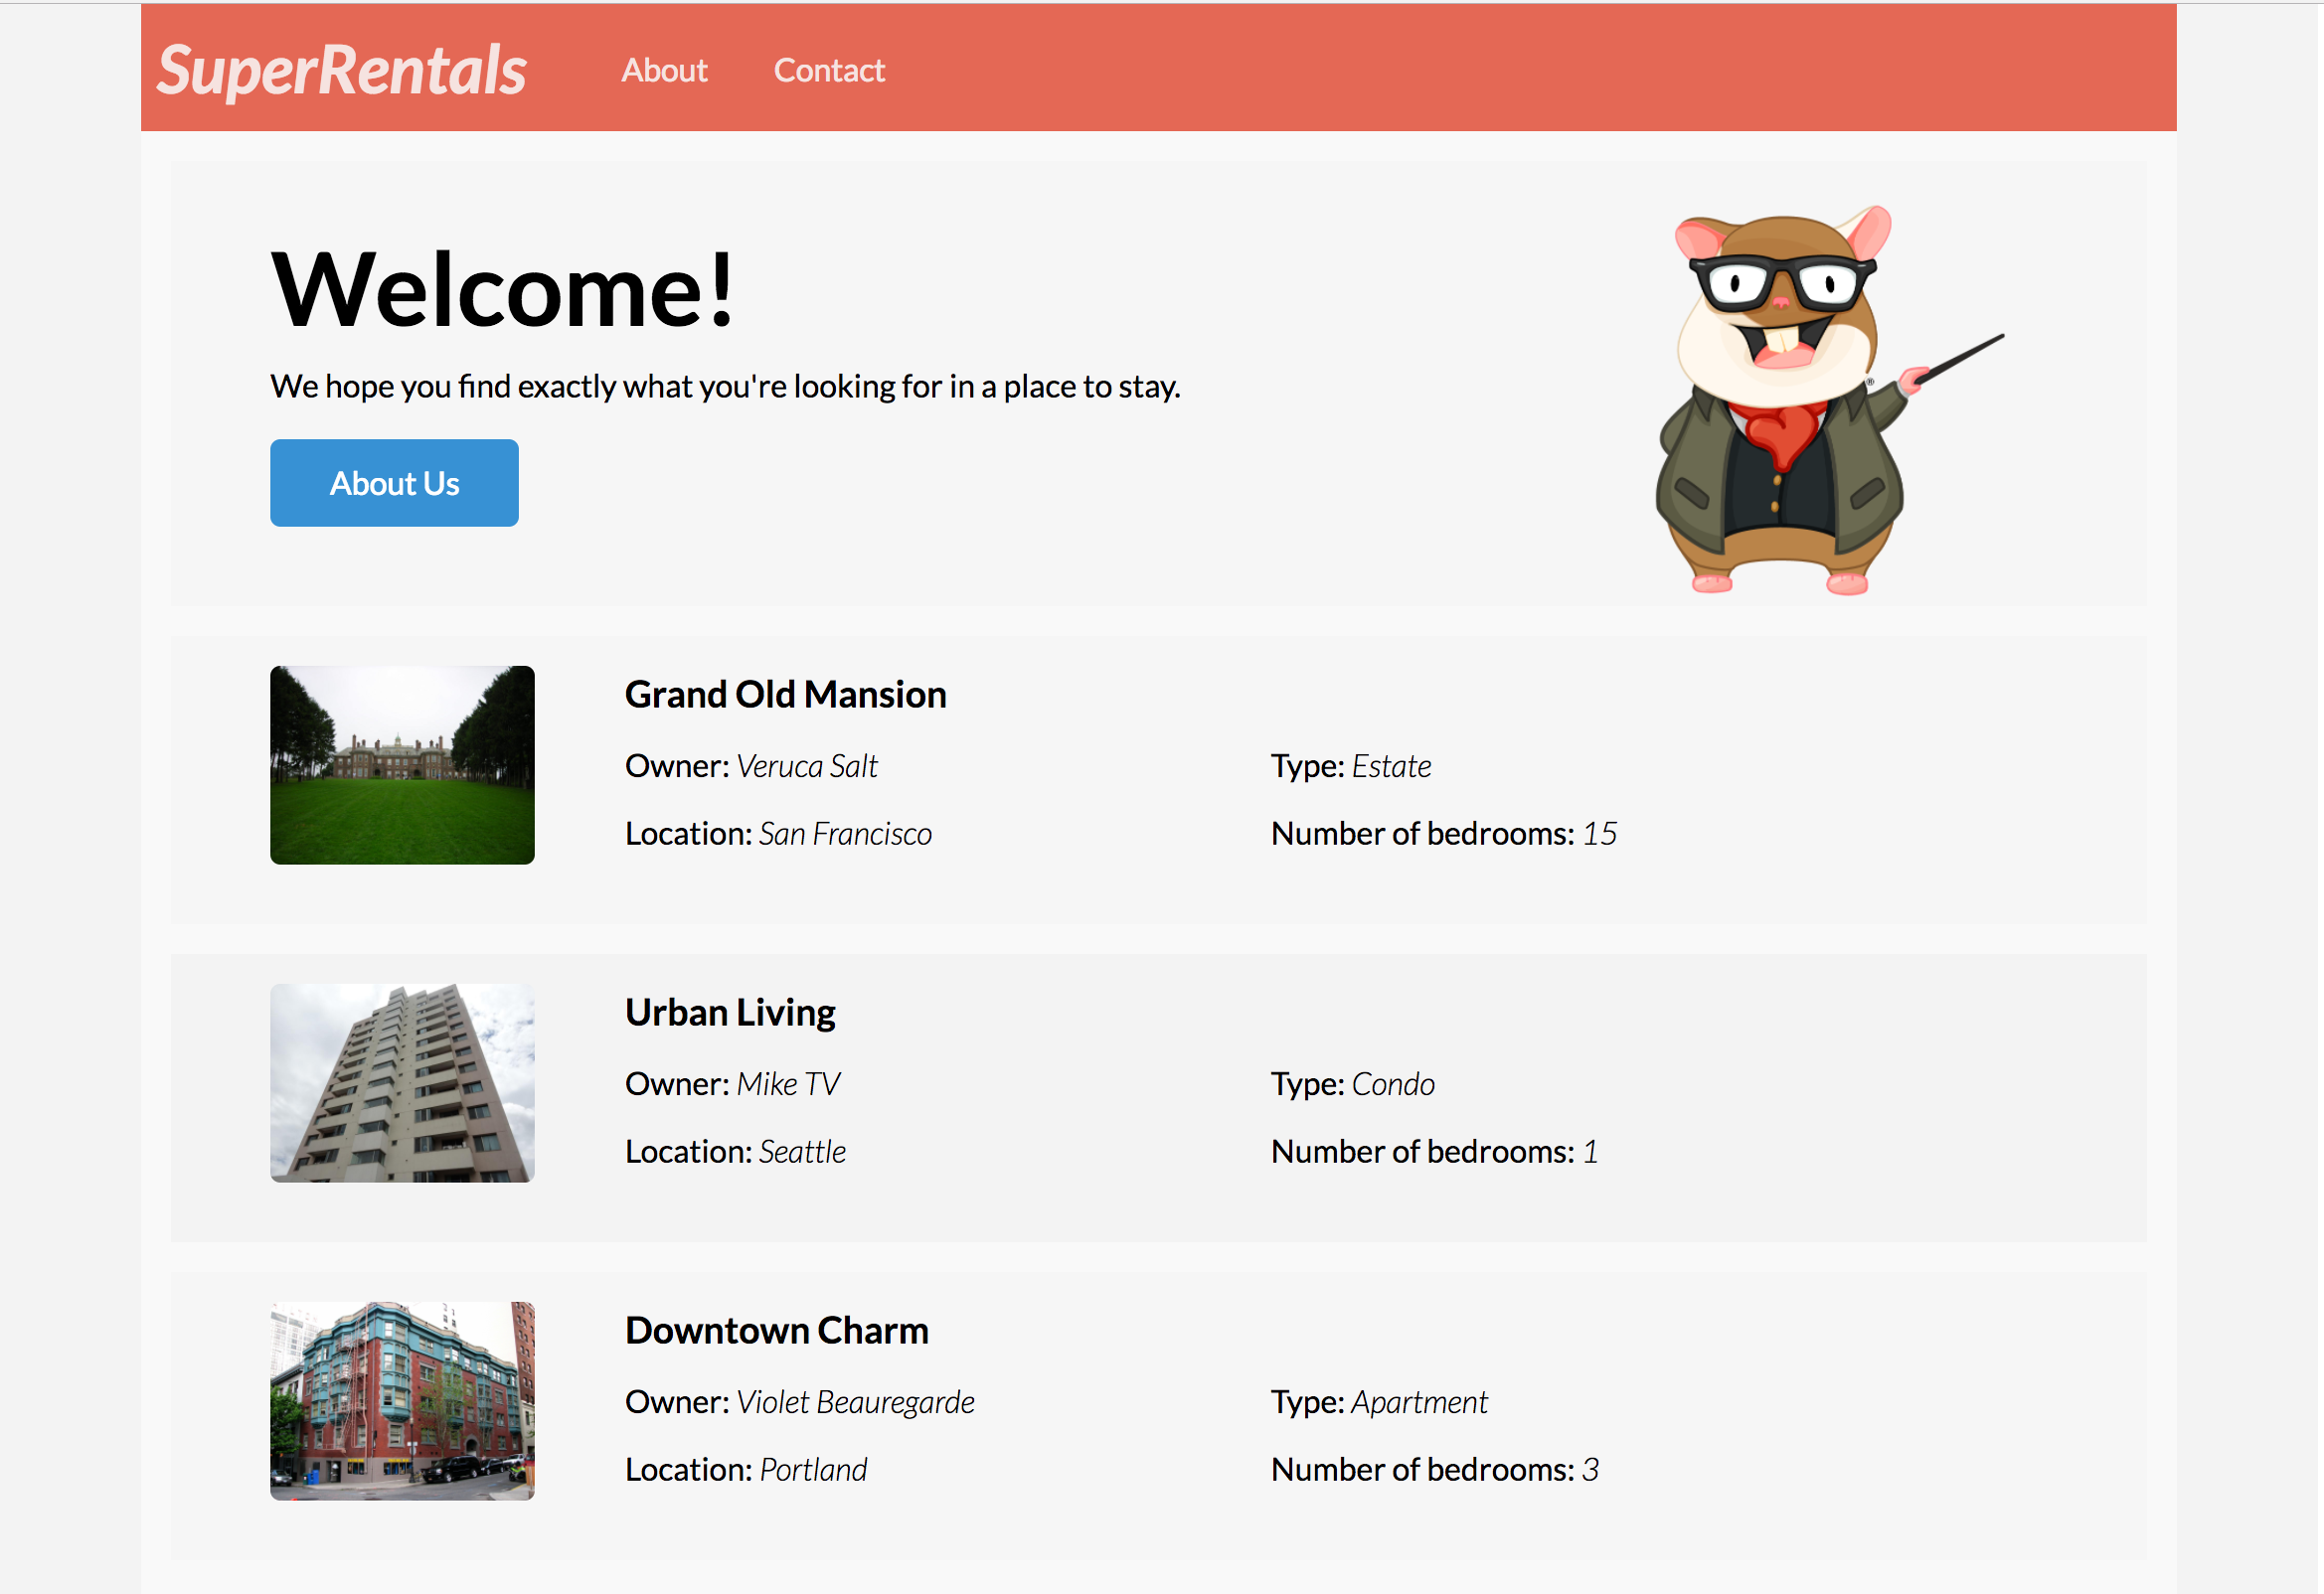 SuperRentals About Contact
Welcome!
We hope you find exactly what you're looking for in a place to stay.
®
About Us
Grand Old Mansion
Owner: Veruca Salt Type: Estate
Location: San Francisco Number of bedrooms: 15
Urban Living
Owner: Mike TV Type: Condo
Location: Seattle Number of bedrooms: 1
Downtown Charm
Owner: Violet Beauregarde Type: Apartment
Location: Portland Number of bedrooms: 3